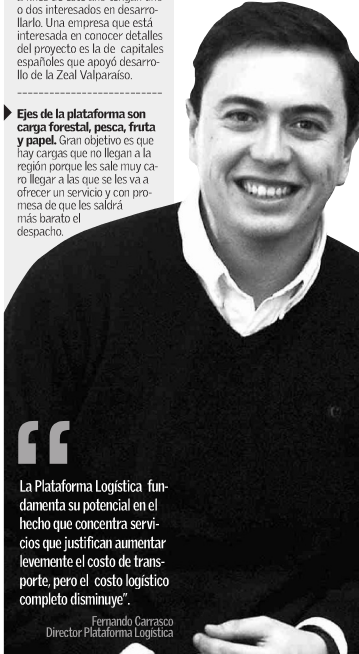 o dos interesados en desarro-
llarlo. Una empresa que está
interesada en conocer detalles
del proyecto es la de  capitales
españoles que apoyó desarro-
llo de la Zeal Valparaíso.
Ejes de la plataforma son
carga forestal, pesca, fruta
y papel. Gran objetivo es que
hay cargas que no llegan a la
región porque les sale muy ca-
ro llegar a las que se les va a
ofrecer un servicio y con pro-
mesa de que les saldrá
más barato el
despacho.
“
La Plataforma Logística  fun-
damenta su potencial en el
hecho que concentra servi-
cios que justifican aumentar
levemente el costo de trans-
porte, pero el  costo logístico
completo disminuye”.
Fernando Carrasco
Director Plataforma Logística